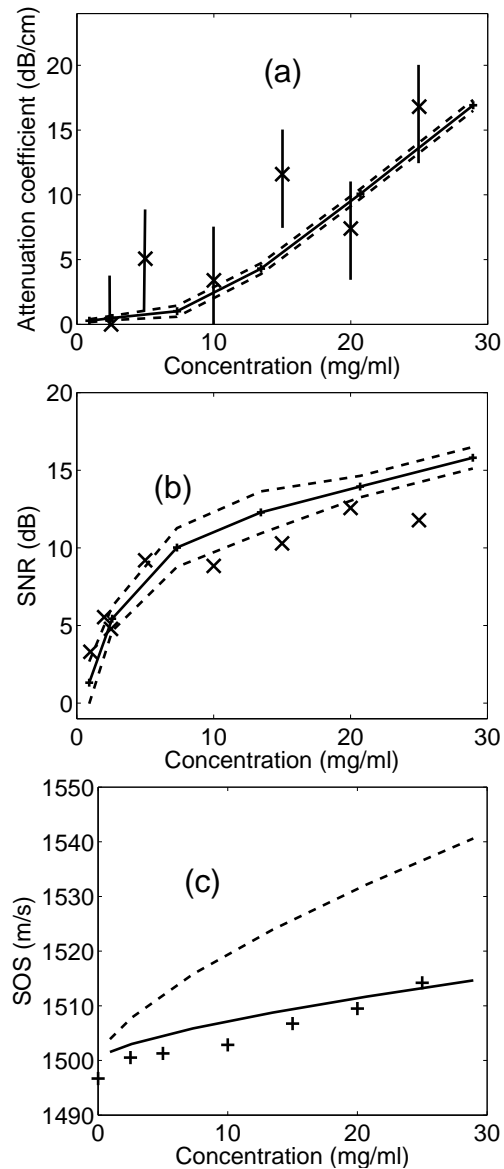 (a)
Attenuation coefficient (dB/cm)
20
15
10
5
0
0 10 20 30
Concentration (mg/ml)
(b)
SNR (dB)
20
15
10
5
0
0 10 20 30
Concentration (mg/ml)
(c)
SOS (m/s)
1550
1540
1530
1520
1510
1500
1490
0 10 20 30
Concentration (mg/ml)